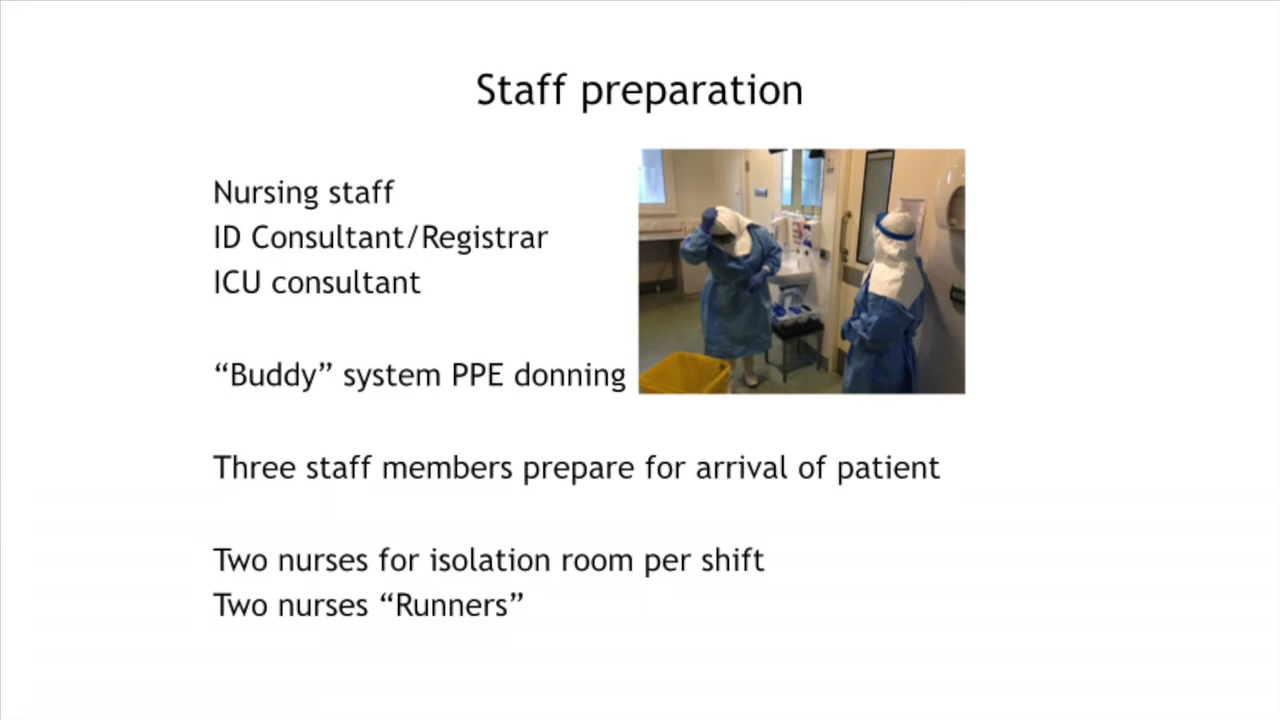 Staff preparation
Nursing staff
ID Consultant/Registrar
ICU consultant
“Buddy” system PPE donning
Three staff members prepare for arrival of patient
Two nurses for isolation room per shift
Two nurses “Runners”